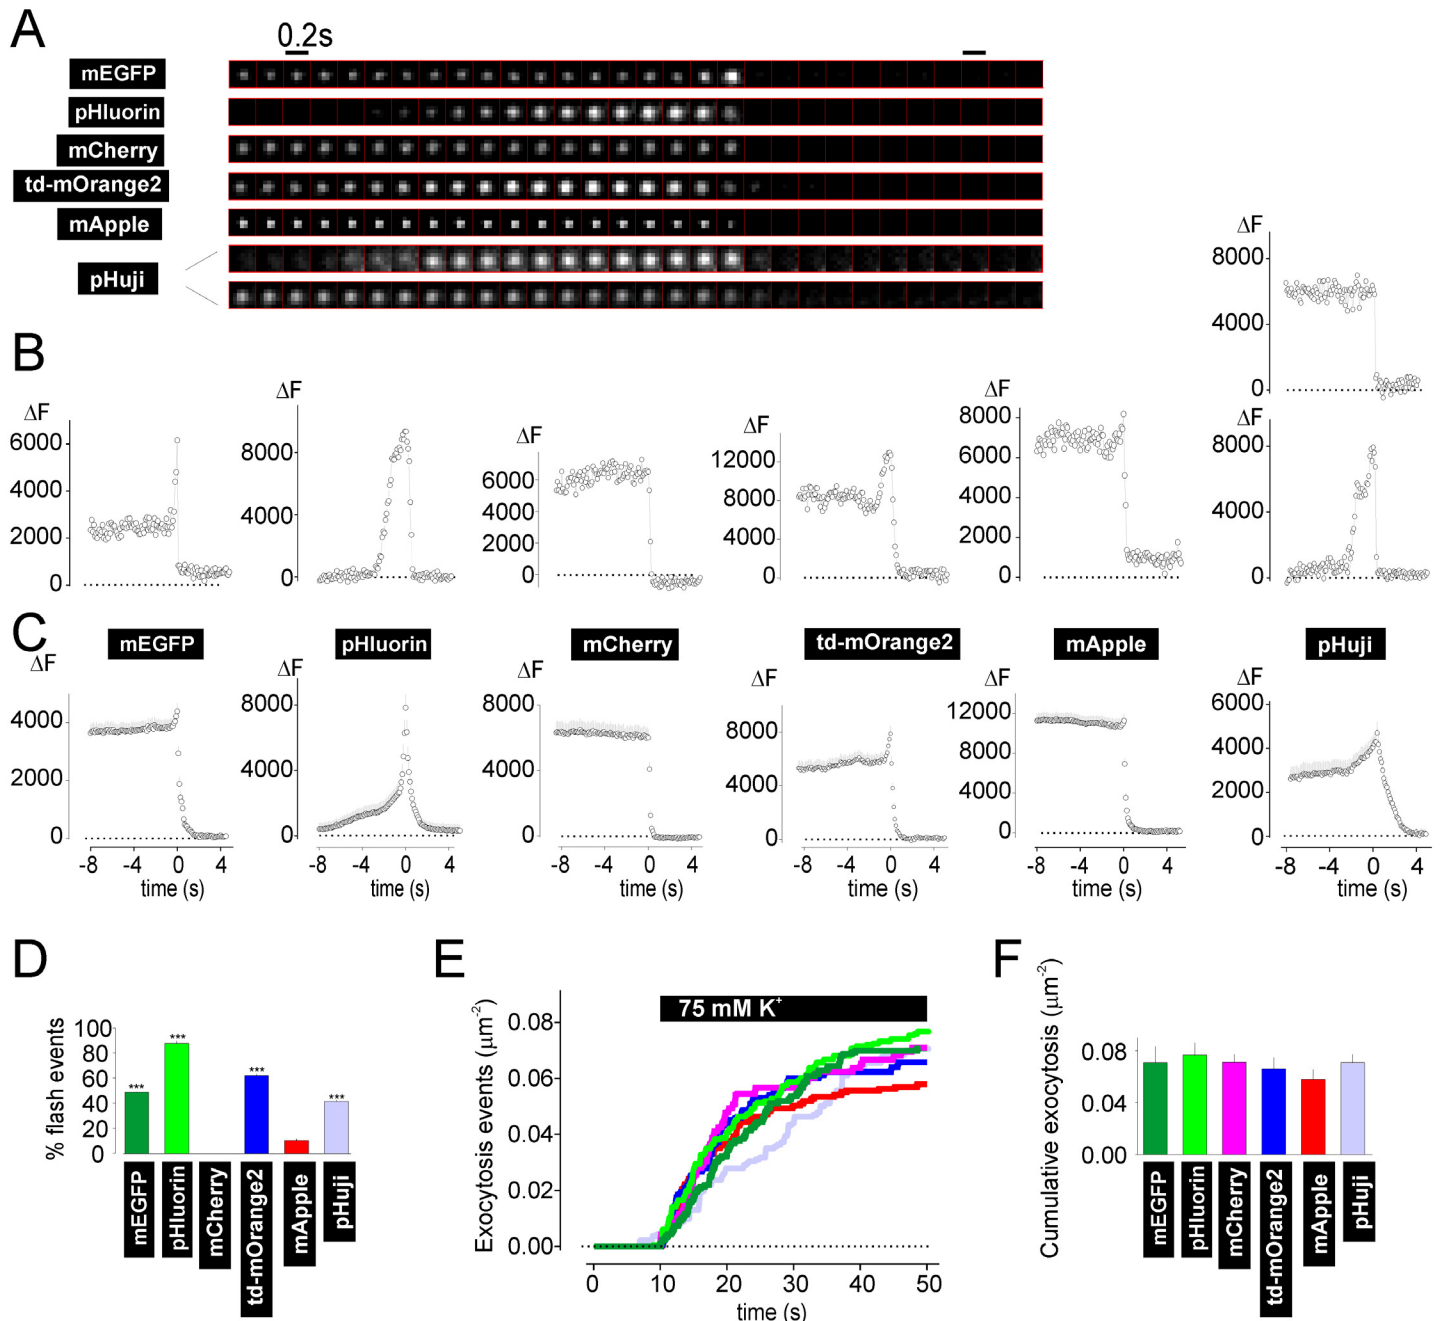 A
0.2s
mEGFP
pHluorin
mCherry
td-mOrange2
mApple
pHuji
B
ΔF
6000
4000
2000
0
ΔF
8000
4000
0
ΔF
8000
6000
4000
2000
0
ΔF
12000
8000
4000
0
ΔF
8000
6000
4000
2000
0
ΔF
8000
4000
0
ΔF
8000
4000
0
C
mEGFP
pHluorin
mCherry
td-mOrange2
mApple
pHuji
ΔF
4000
2000
0
-8 -4 0 4
time (s)
ΔF
8000
4000
0
-8 -4 0 4
time (s)
ΔF
8000
4000
0
-8 -4 0 4
time (s)
ΔF
8000
4000
0
-8 -4 0 4
time (s)
ΔF
12000
8000
4000
0
-8 -4 0 4
time (s)
ΔF
6000
4000
2000
0
-8 -4 0 4
time (s)
D
% flash events
100
80
60
40
20
0
***
***
***
***
mEGFP
pHluorin
mCherry
td-mOrange2
mApple
pHuji
E
Exocytosis events (μm-2)
75 mM K+
0.08
0.06
0.04
0.02
0.00
0 10 20 30 40 50
time (s)
F
Cumulative exocytosis (μm-2)
0.08
0.04
0.00
mEGFP
pHluorin
mCherry
td-mOrange2
mApple
pHuji